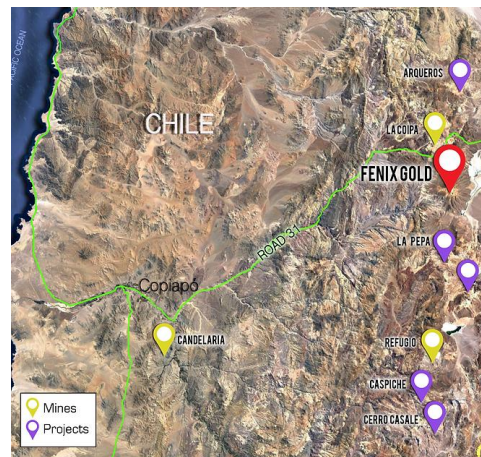 PACIFIC OCEAN
ARQUEROS
CHILE
LA COIPA
FENIX GOLD
ROAD 31
LA PEPA
Copiapó
CANDELARIA
REFUGIO
CASPICHE
CERRO CASALE
Mines
Projects